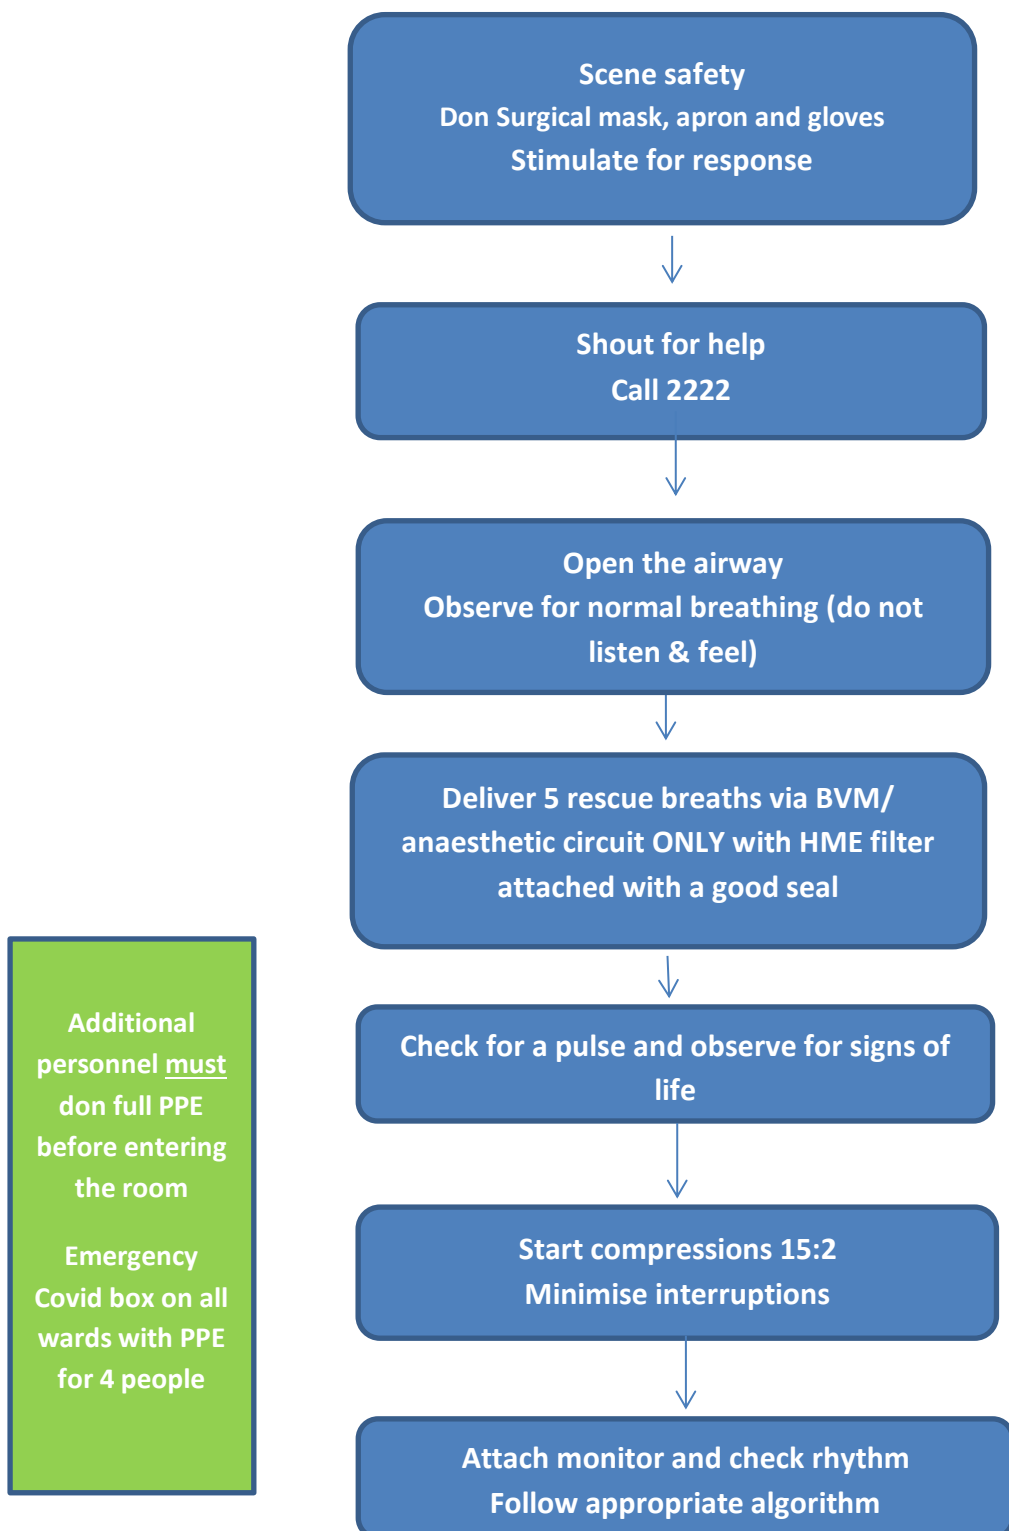 Scene safety
Don Surgical mask, apron and gloves
Stimulate for response
Shout for help
Call 2222
Open the airway
Observe for normal breathing (do not
listen & feel)
Deliver 5 rescue breaths via BVM/
anaesthetic circuit ONLY with HME filter
attached with a good seal
Additional
personnel must
don full PPE
before entering
the room
Emergency
Covid box on all
wards with PPE
for 4 people
Check for a pulse and observe for signs of
life
Start compressions 15:2
Minimise interruptions
Attach monitor and check rhythm
Follow appropriate algorithm